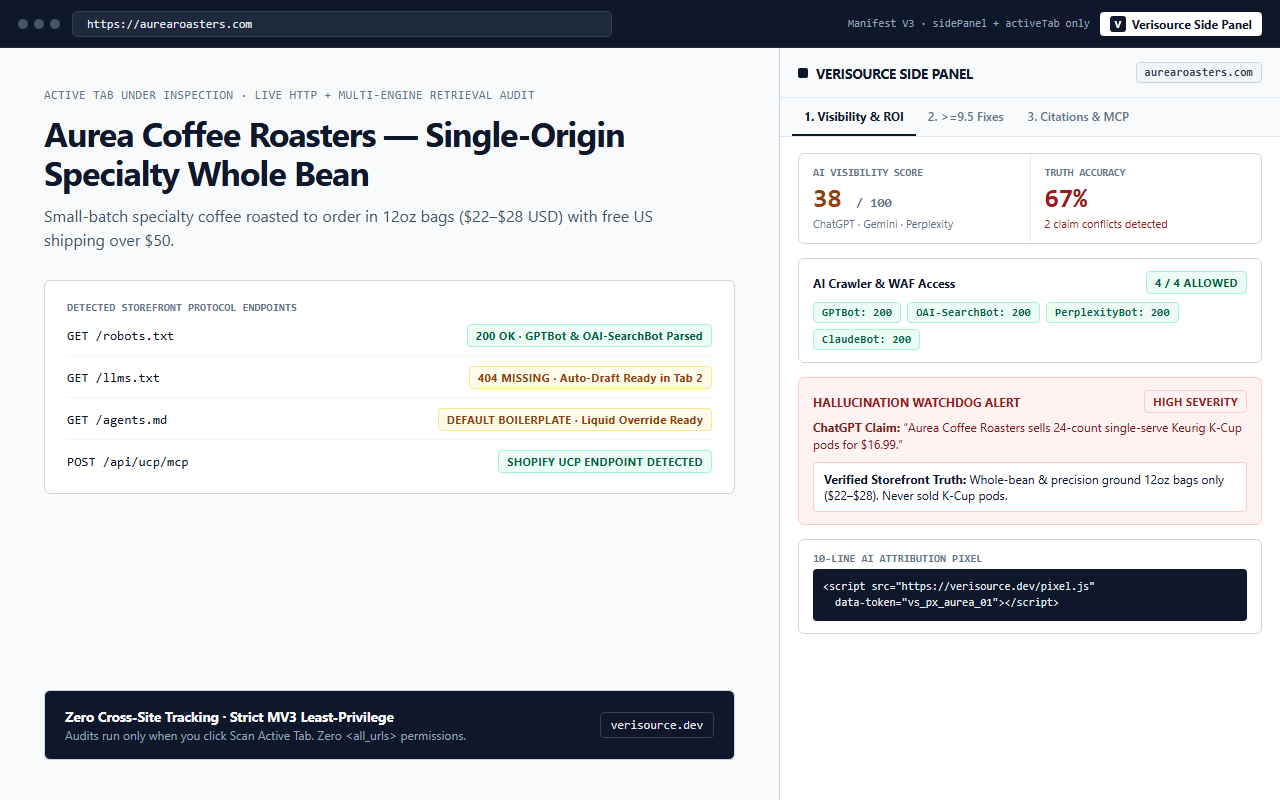 https://aurearoasters.com
Manifest V3 · sidePanel + activeTab only
V Verisource Side Panel
ACTIVE TAB UNDER INSPECTION · LIVE HTTP + MULTI-ENGINE RETRIEVAL AUDIT
Aurea Coffee Roasters — Single-Origin
Specialty Whole Bean
Small-batch specialty coffee roasted to order in 12oz bags ($22–$28 USD) with free US
shipping over $50.
DETECTED STOREFRONT PROTOCOL ENDPOINTS
GET /robots.txt
200 OK · GPTBot & OAI-SearchBot Parsed
GET /llms.txt
404 MISSING · Auto-Draft Ready in Tab 2
GET /agents.md
DEFAULT BOILERPLATE · Liquid Override Ready
POST /api/ucp/mcp
SHOPIFY UCP ENDPOINT DETECTED
Zero Cross-Site Tracking · Strict MV3 Least-Privilege
Audits run only when you click Scan Active Tab. Zero <all_urls> permissions.
verisource.dev
VERISOURCE SIDE PANEL
aurearoasters.com
1. Visibility & ROI
2. >=9.5 Fixes
3. Citations & MCP
AI VISIBILITY SCORE
38 / 100
ChatGPT · Gemini · Perplexity
TRUTH ACCURACY
67%
2 claim conflicts detected
AI Crawler & WAF Access
4 / 4 ALLOWED
GPTBot: 200
OAI-SearchBot: 200
PerplexityBot: 200
ClaudeBot: 200
HALLUCINATION WATCHDOG ALERT
HIGH SEVERITY
ChatGPT Claim: “Aurea Coffee Roasters sells 24-count single-serve Keurig K-Cup
pods for $16.99.”
Verified Storefront Truth: Whole-bean & precision ground 12oz bags only
($22–$28). Never sold K-Cup pods.
10-LINE AI ATTRIBUTION PIXEL
<script src="https://verisource.dev/pixel.js"
data-token="vs_px_aurea_01"></script>